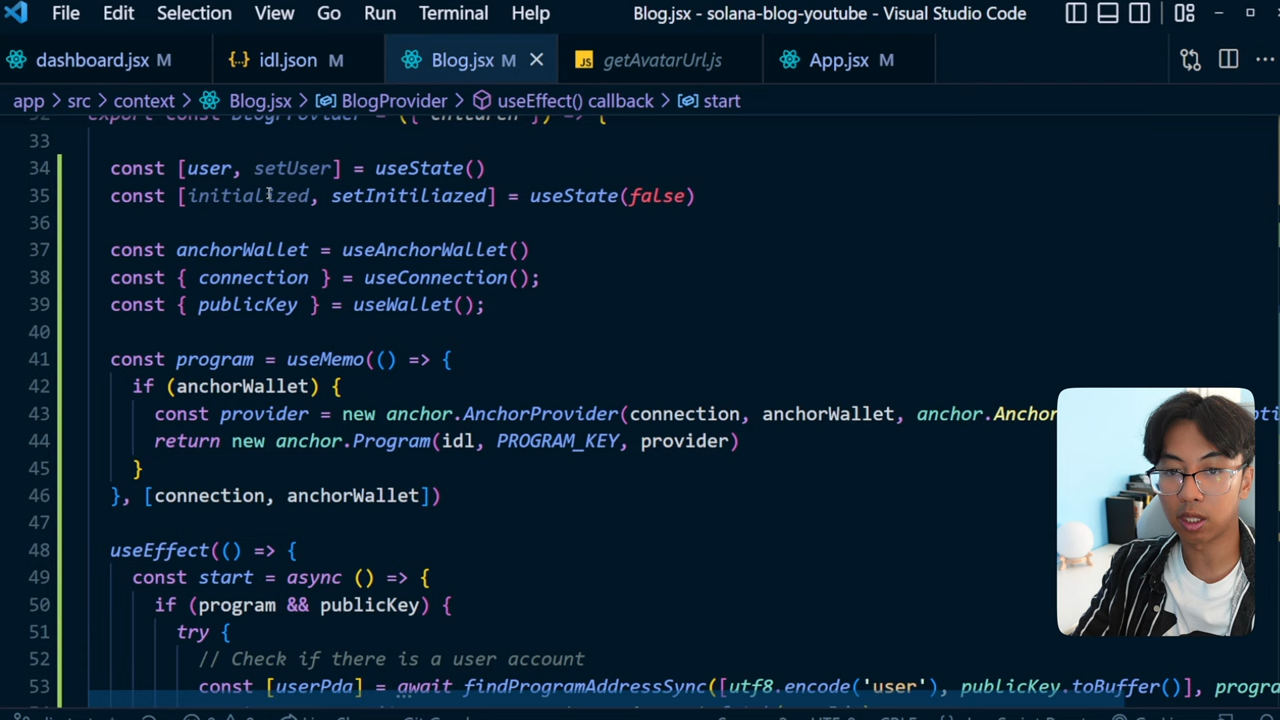 File Edit Selection View Go Run Terminal Help Blog.jsx - solana-blog-youtube - Visual Studio Code
dashboard.jsx M idl.json M Blog.jsx M getAvatarUrl.js App.jsx M
app > src > context > Blog.jsx > BlogProvider > useEffect() callback > start
32 export const BlogProvider = ({ children }) => {
33
34 const [user, setUser] = useState()
35 const [initialized, setInitiliazed] = useState(false)
36
37 const anchorWallet = useAnchorWallet()
38 const { connection } = useConnection();
39 const { publicKey } = useWallet();
40
41 const program = useMemo(() => {
42 if (anchorWallet) {
43 const provider = new anchor.AnchorProvider(connection, anchorWallet, anchor.Anchor
44 return new anchor.Program(idl, PROGRAM_KEY, provider)
45 }
46 }, [connection, anchorWallet])
47
48 useEffect(() => {
49 const start = async () => {
50 if (program && publicKey) {
51 try {
52 // Check if there is a user account
53 const [userPda] = await findProgramAddressSync([utf8.encode('user'), publicKey.toBuffer()], progra